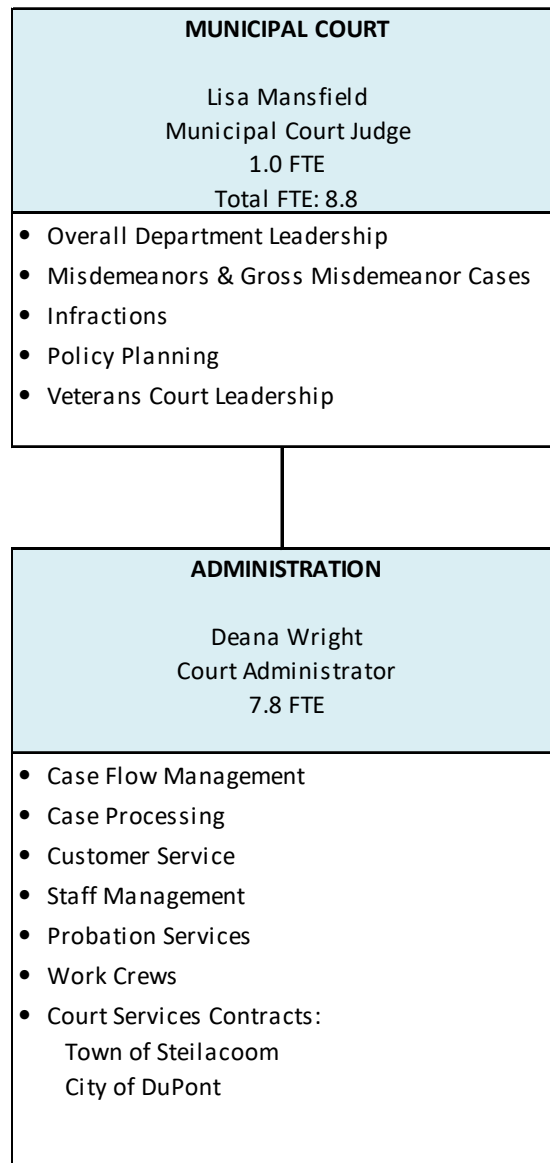 MUNICIPAL COURT
Lisa Mansfield
Municipal Court Judge
1.0 FTE
Total FTE: 8.8
• Overall Department Leadership
• Misdemeanors & Gross Misdemeanor Cases
• Infractions
• Policy Planning
• Veterans Court Leadership
ADMINISTRATION
Deana Wright
Court Administrator
7.8 FTE
• Case Flow Management
• Case Processing
• Customer Service
• Staff Management
• Probation Services
• Work Crews
• Court Services Contracts:
Town of Steilacoom
City of DuPont